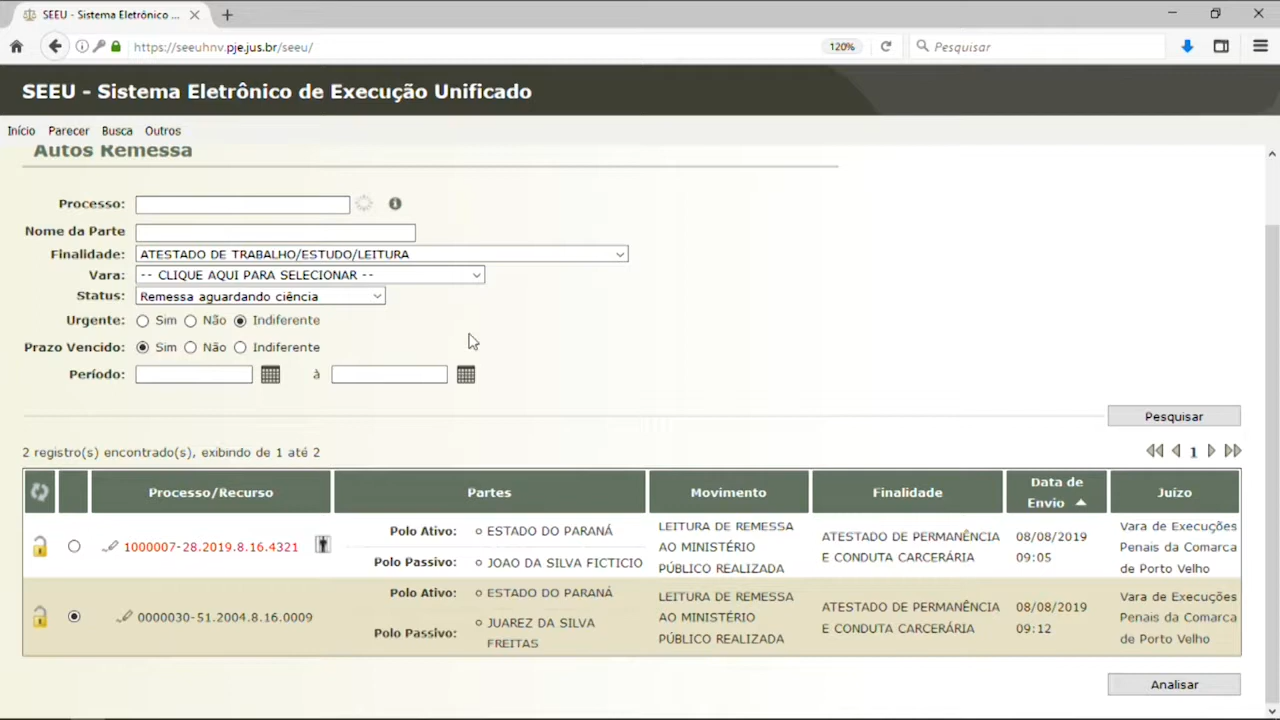 SEEU - Sistema Eletrônico ...
https://seeuhnv.pje.jus.br/seeu/
120%
Pesquisar
SEEU - Sistema Eletrônico de Execução Unificado
Início Parecer Busca Outros
Autos Remessa
Processo:
Nome da Parte
Finalidade: ATESTADO DE TRABALHO/ESTUDO/LEITURA
Vara: -- CLIQUE AQUI PARA SELECIONAR --
Status: Remessa aguardando ciência
Urgente: Sim Não Indiferente
Prazo Vencido: Sim Não Indiferente
Período: à
Pesquisar
2 registro(s) encontrado(s), exibindo de 1 até 2
1
Processo/Recurso Partes Movimento Finalidade Data de Envio Juízo
1000007-28.2019.8.16.4321
Polo Ativo: ESTADO DO PARANÁ
Polo Passivo: JOAO DA SILVA FICTICIO
LEITURA DE REMESSA
AO MINISTÉRIO
PÚBLICO REALIZADA
ATESTADO DE PERMANÊNCIA
E CONDUTA CARCERÁRIA
08/08/2019
09:05
Vara de Execuções
Penais da Comarca
de Porto Velho
0000030-51.2004.8.16.0009
Polo Ativo: ESTADO DO PARANÁ
Polo Passivo: JUAREZ DA SILVA
FREITAS
LEITURA DE REMESSA
AO MINISTÉRIO
PÚBLICO REALIZADA
ATESTADO DE PERMANÊNCIA
E CONDUTA CARCERÁRIA
08/08/2019
09:12
Vara de Execuções
Penais da Comarca
de Porto Velho
Analisar